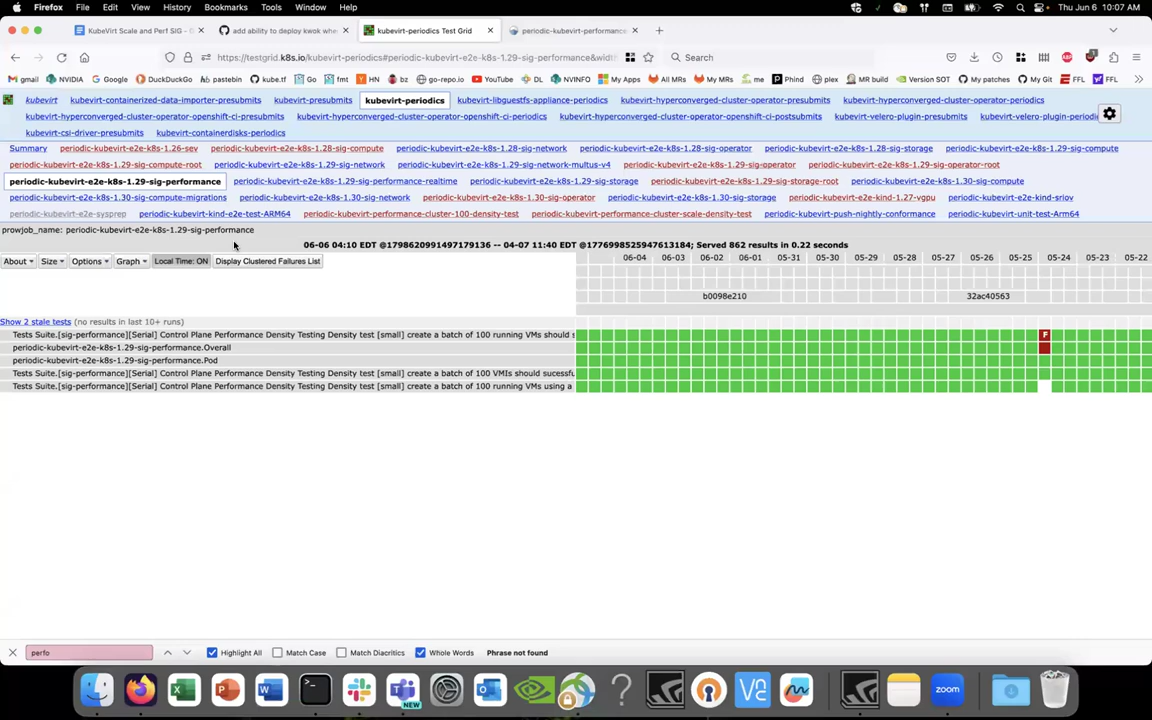 Firefox File Edit View History Bookmarks Tools Window Help Thu Jun 6 10:07 AM
KubeVirt Scale and Perf SIG - add ability to deploy kwok whe kubevirt-periodics Test Grid periodic-kubevirt-e2e-performance
https://testgrid.k8s.io/kubevirt-periodics#periodic-kubevirt-e2e-k8s-1.29-sig-performance&widt Search
gmail NVIDIA Google DuckDuckGo pastebin kube.tf Go FTM HN bz go-repo.io YouTube DL NVINFO My Apps All MRs My MRs me Phind MR build Version SOT My patches My Git FFL FFL
kubevirt kubevirt-containerized-data-importer-presubmits kubevirt-presubmits kubevirt-periodics kubevirt-libguestfs-appliance-periodics kubevirt-hyperconverged-cluster-operator-presubmits kubevirt-hyperconverged-cluster-operator-periodics
kubevirt-hyperconverged-cluster-operator-openshift-ci-presubmits kubevirt-hyperconverged-cluster-operator-openshift-ci-periodics kubevirt-hyperconverged-cluster-operator-openshift-ci-postsubmits kubevirt-velero-plugin-presubmits kubevirt-velero-plugin-periodic
kubevirt-csi-driver-presubmits kubevirt-containerdisks-periodics
Summary periodic-kubevirt-e2e-k8s-1.26-sev periodic-kubevirt-e2e-k8s-1.28-sig-compute periodic-kubevirt-e2e-k8s-1.28-sig-network periodic-kubevirt-e2e-k8s-1.28-sig-operator periodic-kubevirt-e2e-k8s-1.28-sig-storage periodic-kubevirt-e2e-k8s-1.29-sig-compute
periodic-kubevirt-e2e-k8s-1.29-sig-compute-root periodic-kubevirt-e2e-k8s-1.29-sig-network periodic-kubevirt-e2e-k8s-1.29-sig-network-multus-v4 periodic-kubevirt-e2e-k8s-1.29-sig-operator periodic-kubevirt-e2e-k8s-1.29-sig-operator-root
periodic-kubevirt-e2e-k8s-1.29-sig-performance periodic-kubevirt-e2e-k8s-1.29-sig-performance-realtime periodic-kubevirt-e2e-k8s-1.29-sig-storage periodic-kubevirt-e2e-k8s-1.29-sig-storage-root periodic-kubevirt-e2e-k8s-1.30-sig-compute
periodic-kubevirt-e2e-k8s-1.30-sig-compute-migrations periodic-kubevirt-e2e-k8s-1.30-sig-network periodic-kubevirt-e2e-k8s-1.30-sig-operator periodic-kubevirt-e2e-k8s-1.30-sig-storage periodic-kubevirt-e2e-kind-1.27-vgpu periodic-kubevirt-e2e-kind-sriov
periodic-kubevirt-e2e-sysprep periodic-kubevirt-kind-e2e-test-ARM64 periodic-kubevirt-performance-cluster-100-density-test periodic-kubevirt-performance-cluster-scale-density-test periodic-kubevirt-push-nightly-conformance periodic-kubevirt-unit-test-ARM64
prowjob_name: periodic-kubevirt-e2e-k8s-1.29-sig-performance
06-06 04:10 EDT @1798620991497179136 -- 04-07 11:40 EDT @1776998525947613184; Served 862 results in 0.22 seconds
About Size Options Graph Local Time: ON Display Clustered Failures List 06-04 06-03 06-02 06-01 05-31 05-30 05-29 05-28 05-27 05-26 05-25 05-24 05-23 05-22
b0098e210 32ac40563
Show 2 stale tests (no results in last 10+ runs)
Tests Suite.[sig-performance][Serial] Control Plane Performance Density Testing Density test [small] create a batch of 100 running VMs should s F
periodic-kubevirt-e2e-k8s-1.29-sig-performance.Overall
periodic-kubevirt-e2e-k8s-1.29-sig-performance.Pod
Tests Suite.[sig-performance][Serial] Control Plane Performance Density Testing Density test [small] create a batch of 100 VMIs should sucessfu
Tests Suite.[sig-performance][Serial] Control Plane Performance Density Testing Density test [small] create a batch of 100 running VMs using a
perfo Highlight All Match Case Match Diacritics Whole Words Phrase not found
NEW zoom